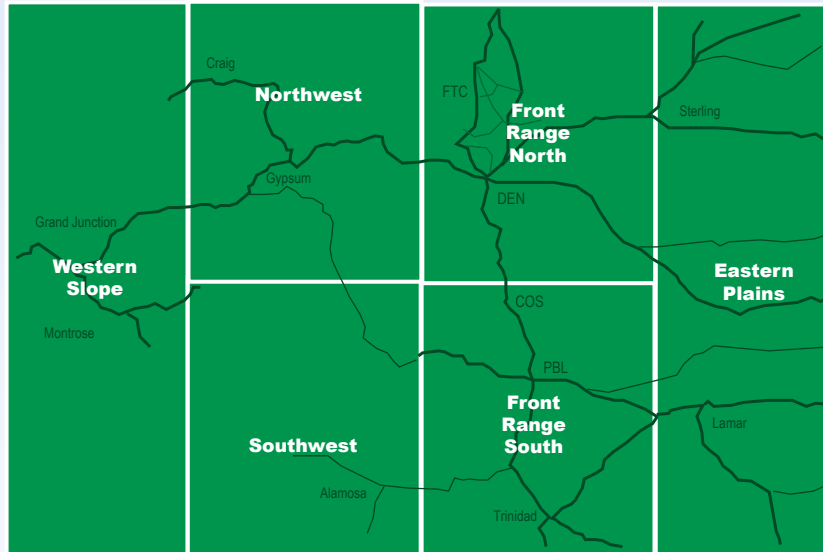 Craig
Northwest
FTC
Front
Range
North
Sterling
Gypsum
DEN
Grand Junction
Western
Slope
Eastern
Plains
COS
Montrose
PBL
Front
Range
South
Lamar
Southwest
Alamosa
Trinidad